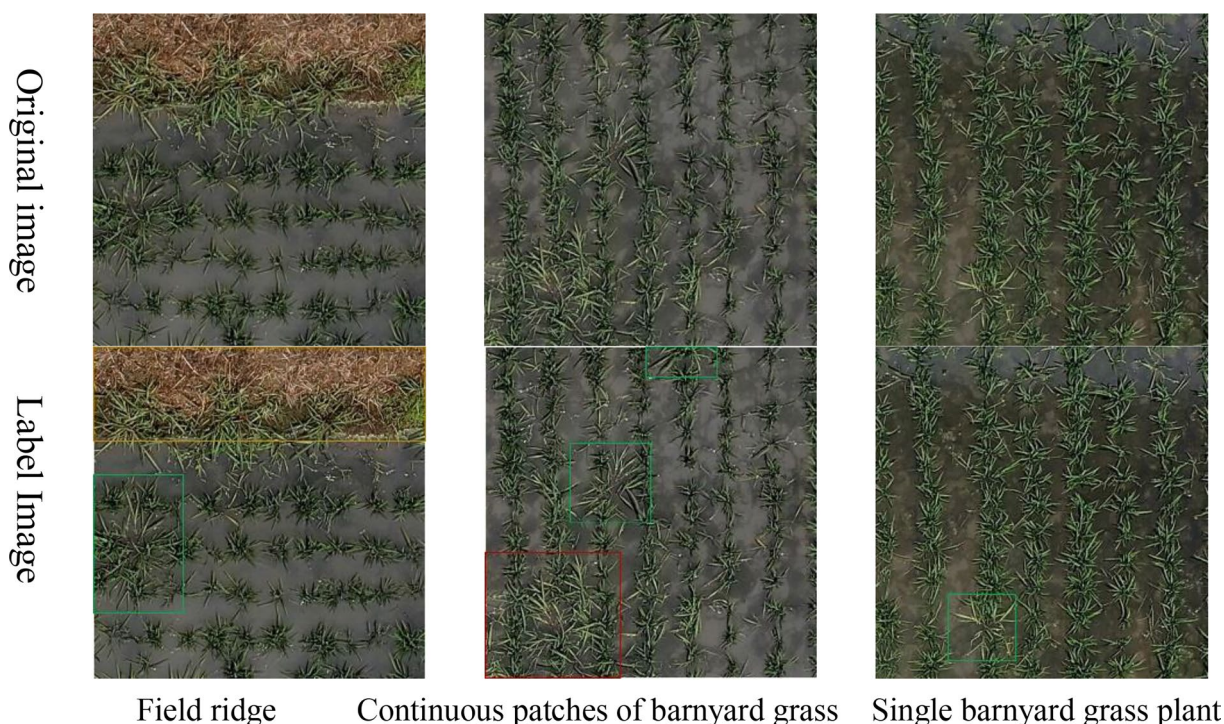 Original image
Label Image
Field ridge
Continuous patches of barnyard grass
Single barnyard grass plant